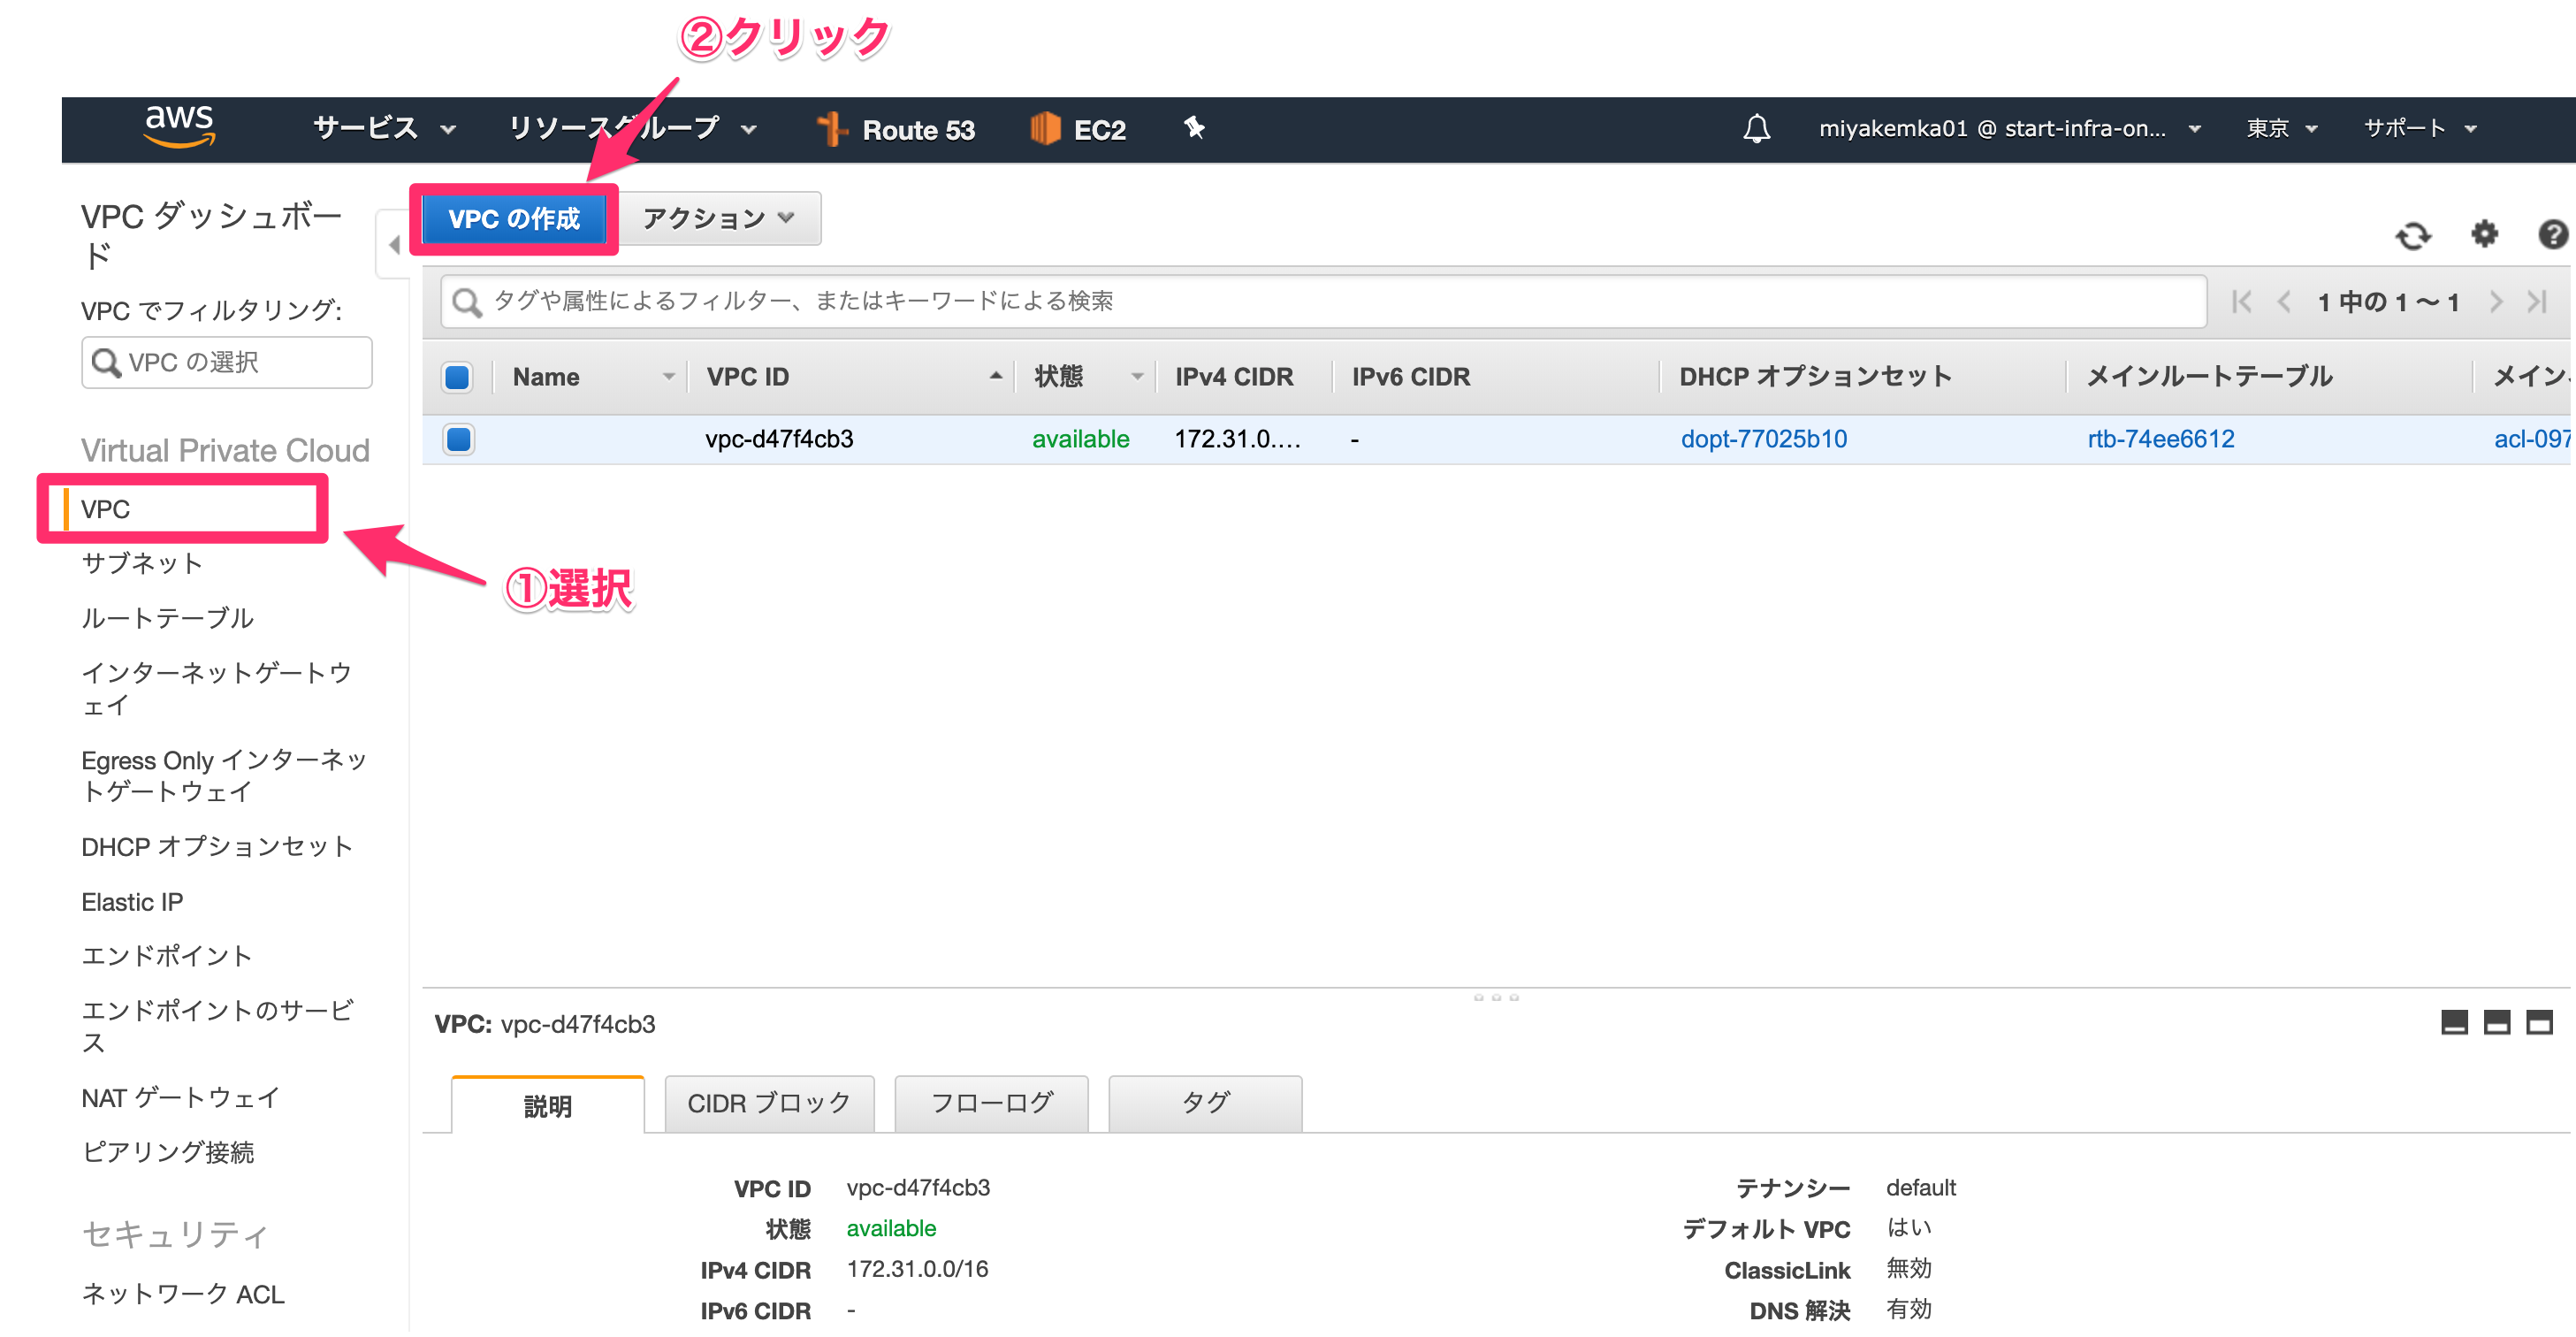 ②クリック
aws
サービス
リソースグループ
Route 53
EC2
miyakemka01 @ start-infra-on...
東京
サポート
VPC ダッシュボー
ド
VPC でフィルタリング:
VPC の選択
Virtual Private Cloud
VPC
①選択
サブネット
ルートテーブル
インターネットゲートウ
ェイ
Egress Only インターネッ
トゲートウェイ
DHCP オプションセット
Elastic IP
エンドポイント
エンドポイントのサービ
ス
NAT ゲートウェイ
ピアリング接続
セキュリティ
ネットワーク ACL
VPC の作成
アクション
タグや属性によるフィルター、またはキーワードによる検索
1 中の 1 ～ 1
Name
VPC ID
状態
IPv4 CIDR
IPv6 CIDR
DHCP オプションセット
メインルートテーブル
メイン
vpc-d47f4cb3
available
172.31.0....
-
dopt-77025b10
rtb-74ee6612
acl-097
VPC: vpc-d47f4cb3
説明
CIDR ブロック
フローログ
タグ
VPC ID vpc-d47f4cb3
状態 available
IPv4 CIDR 172.31.0.0/16
IPv6 CIDR -
テナンシー default
デフォルト VPC はい
ClassicLink 無効
DNS 解決 有効